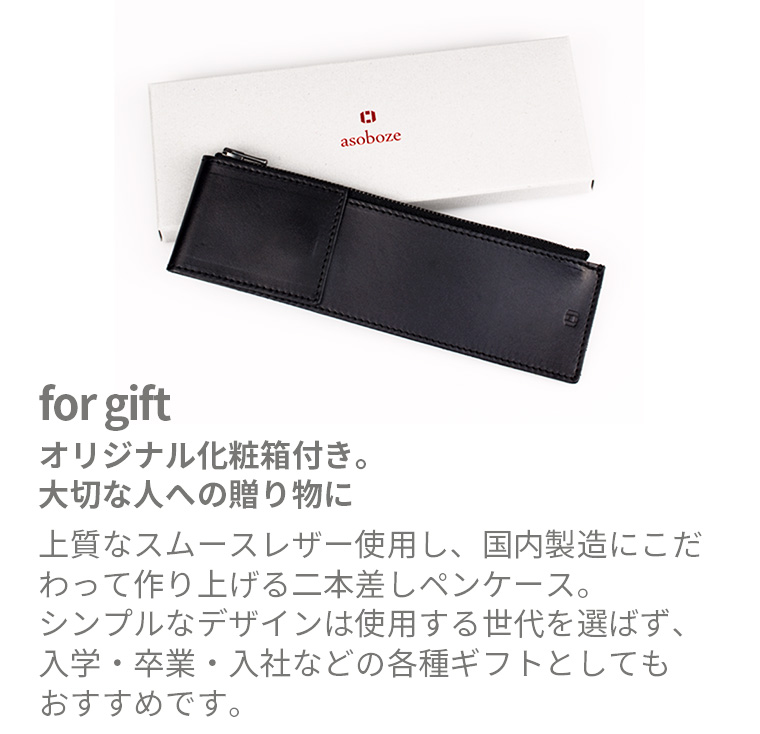 asoboze
for gift
オリジナル化粧箱付き。
大切な人への贈り物に
上質なスムースレザー使用し、国内製造にこだ
わって作り上げる二本差しペンケース。
シンプルなデザインは使用する世代を選ばず、
入学・卒業・入社などの各種ギフトとしても
おすすめです。